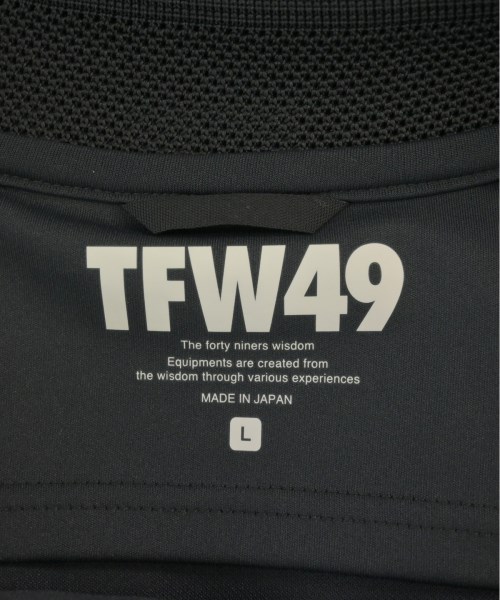 TFW49
The forty niners wisdom
Equipments are created from
the wisdom through various experiences
MADE IN JAPAN
L